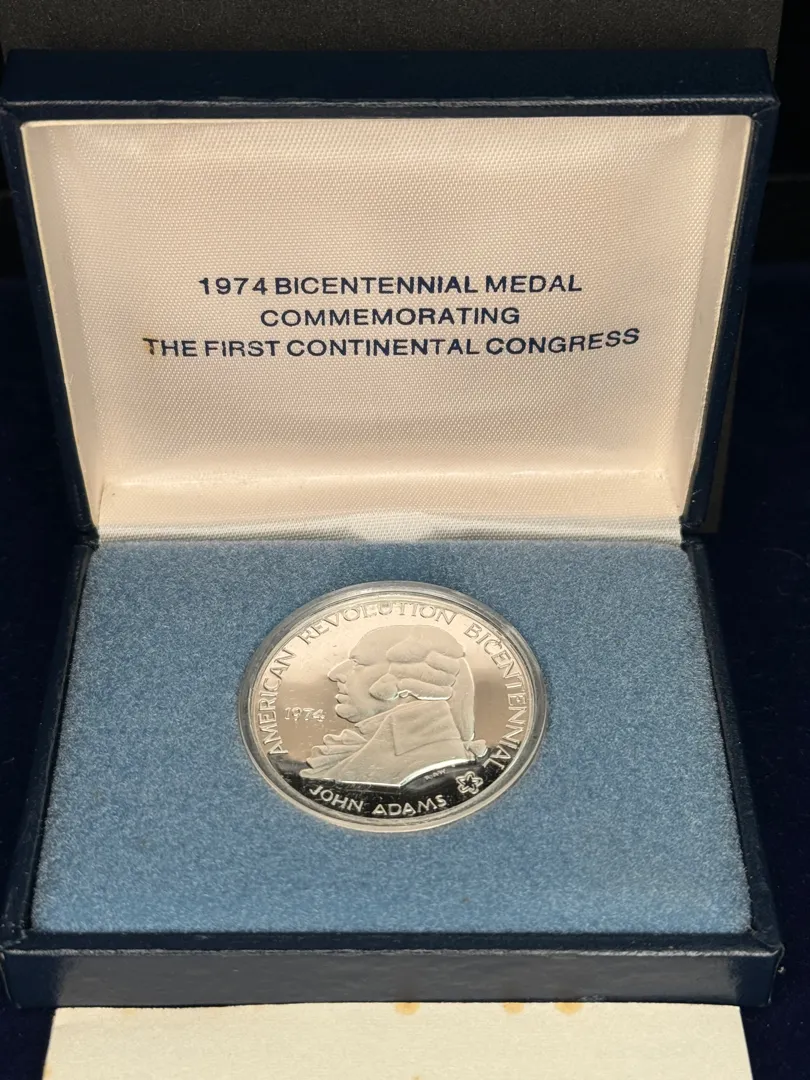 1974 BICENTENNIAL MEDAL
COMMEMORATING
THE FIRST CONTINENTAL CONGRESS
AMERICAN REVOLUTION BICENTENNIAL
1974
JOHN ADAMS